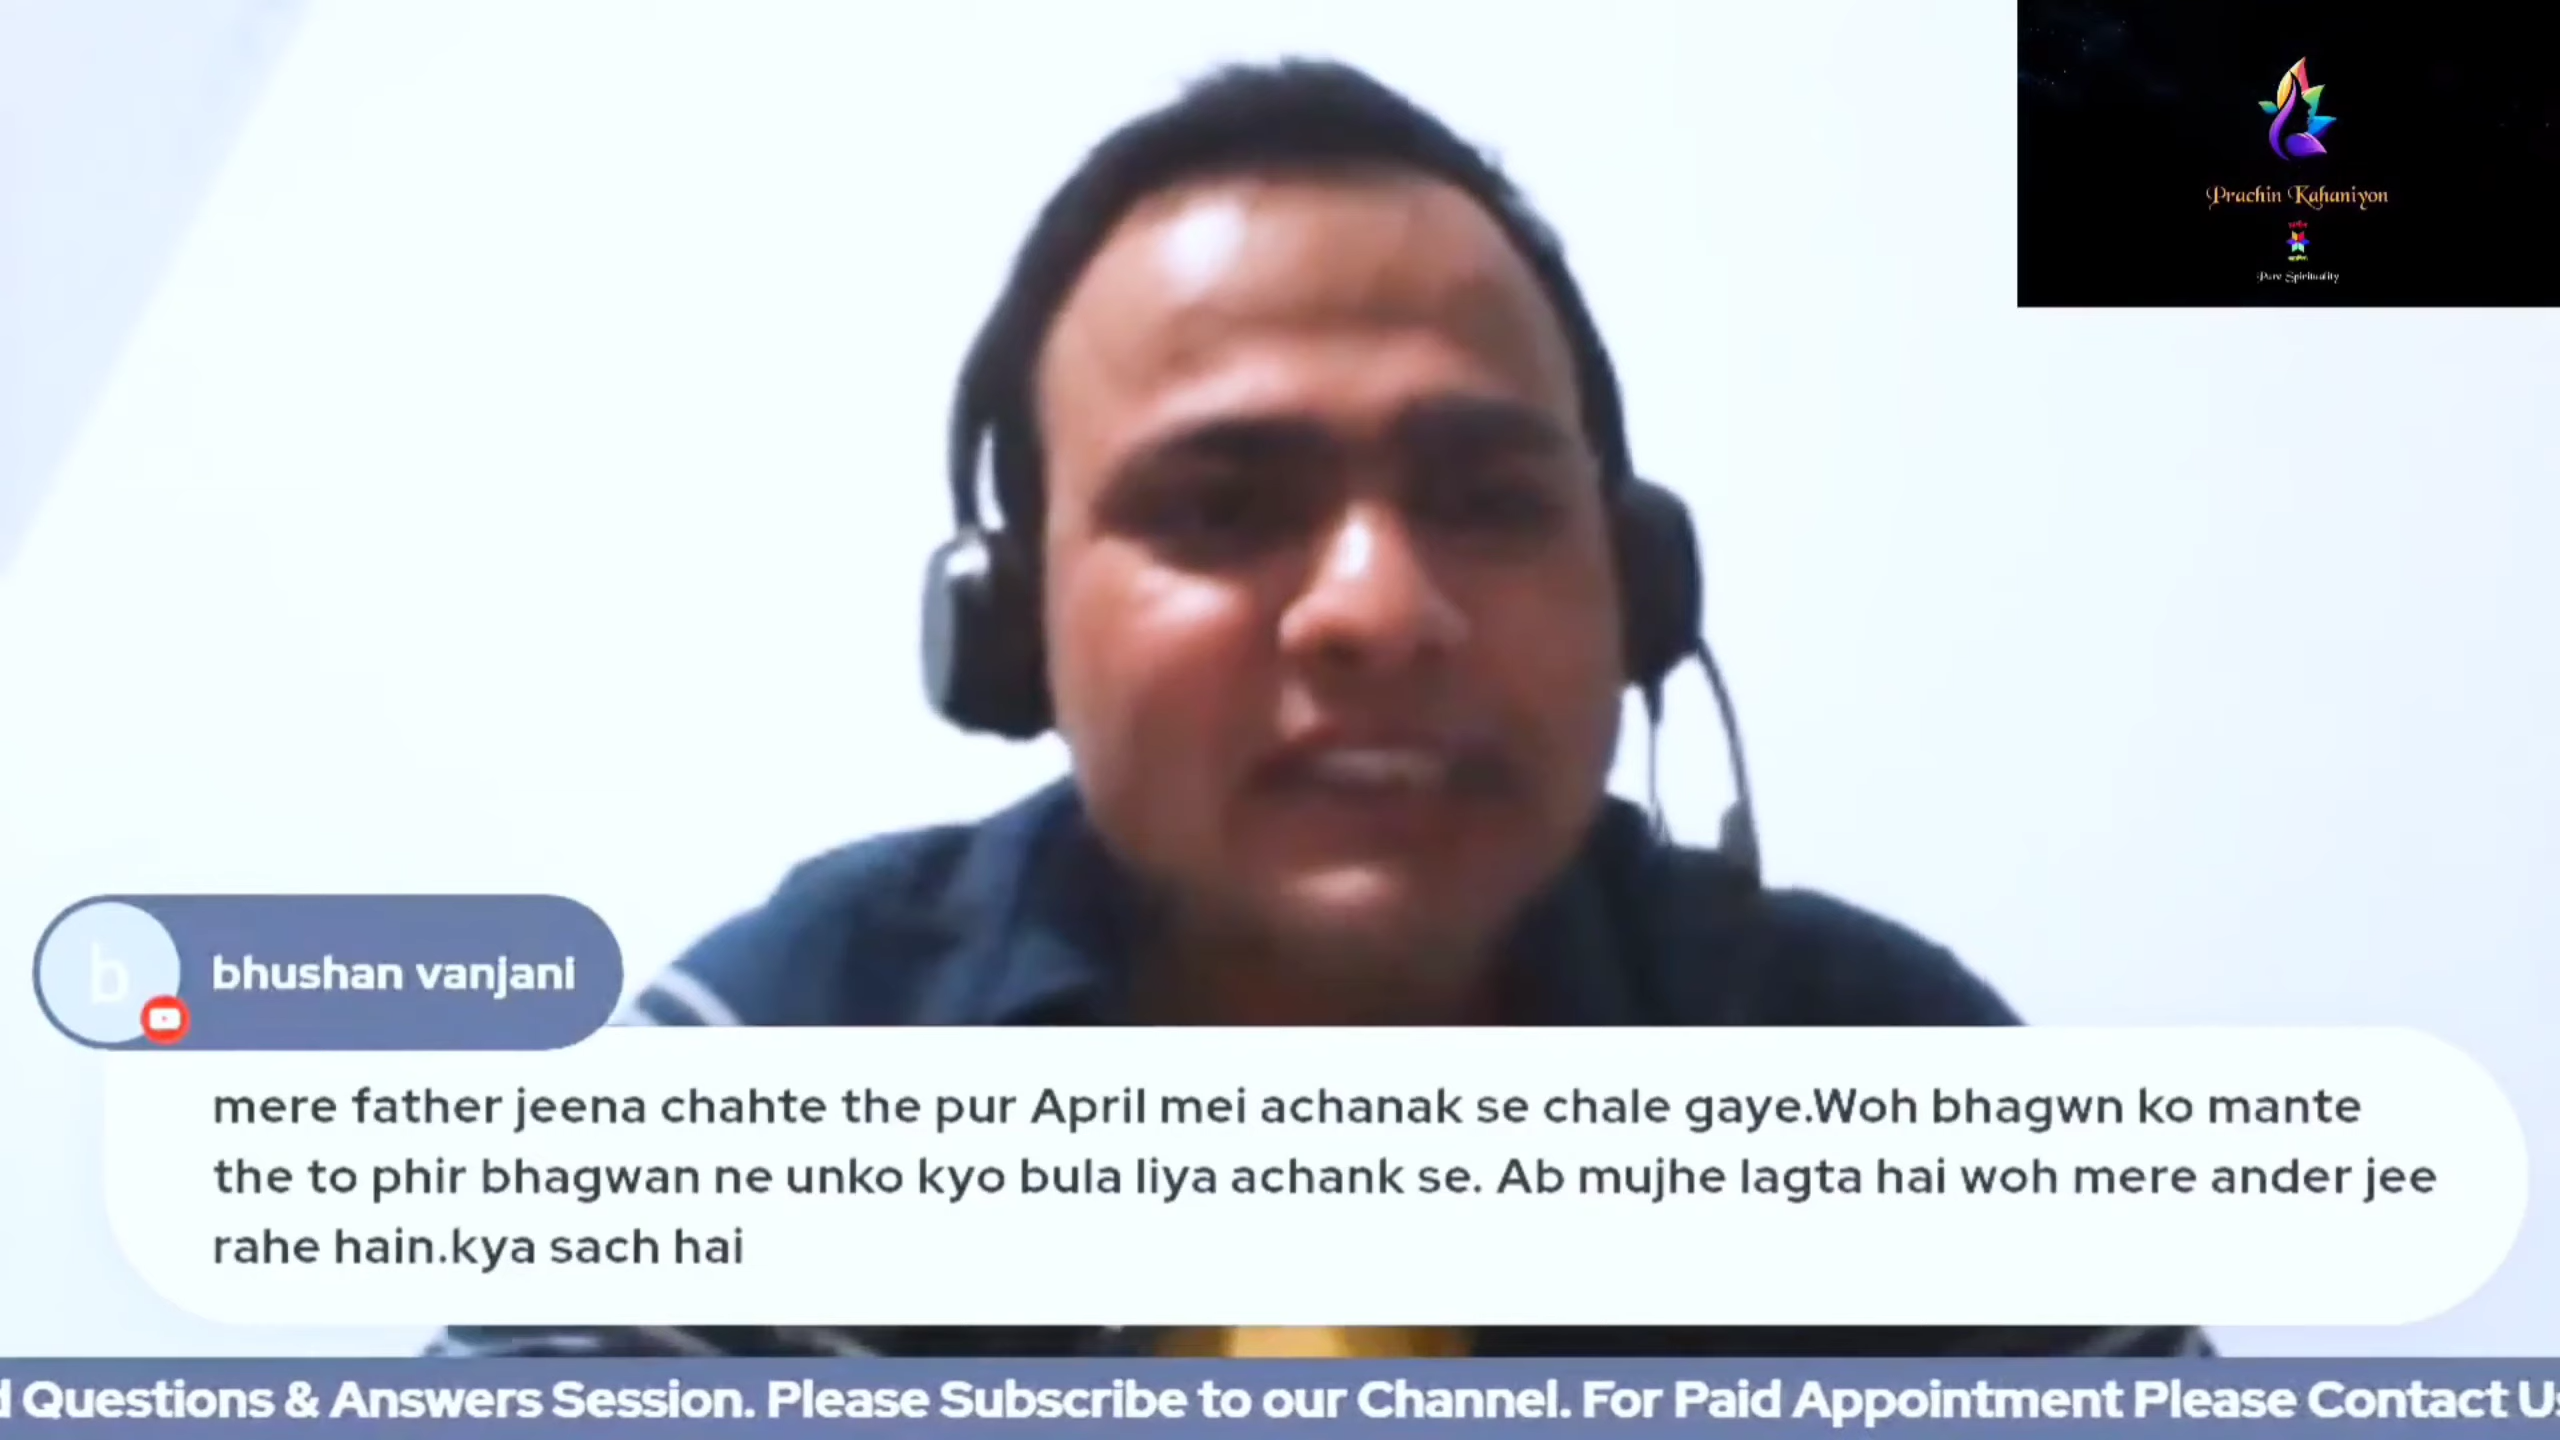 Prachin Kahaniyon
Pure Spirituality
b
bhushan vanjani
mere father jeena chahte the pur April mei achanak se chale gaye.Woh bhagwn ko mante
the to phir bhagwan ne unko kyo bula liya achank se. Ab mujhe lagta hai woh mere ander jee
rahe hain.kya sach hai
Questions & Answers Session. Please Subscribe to our Channel. For Paid Appointment Please Contact